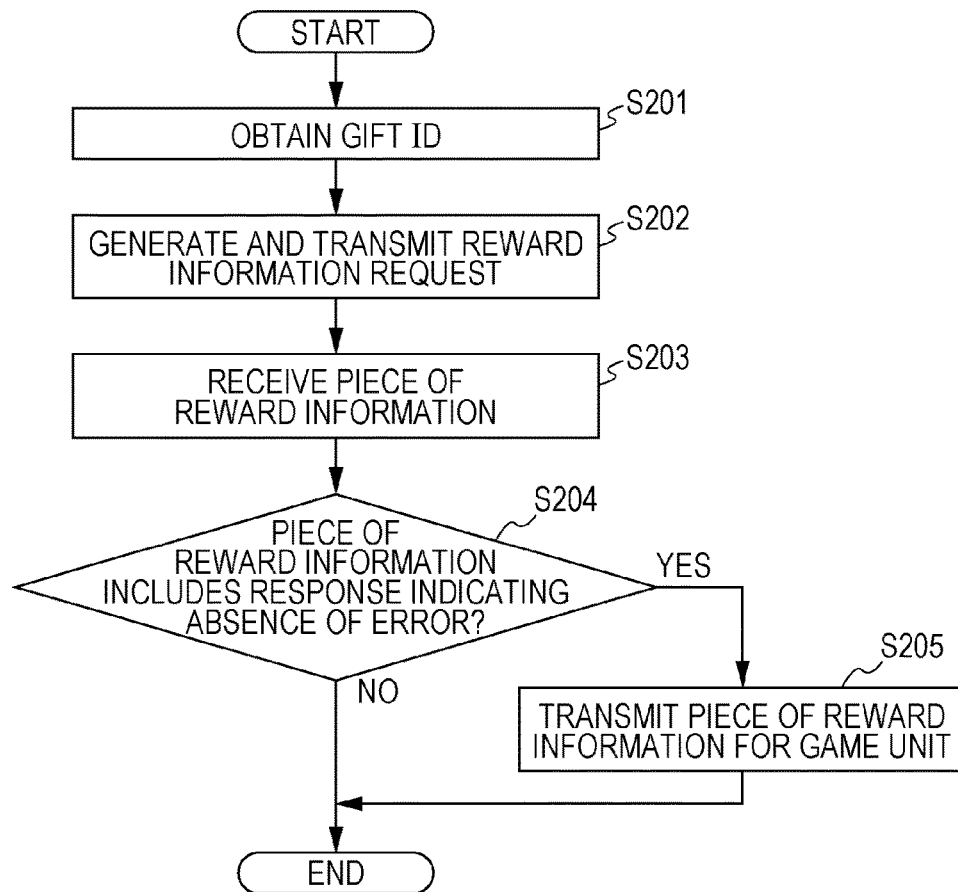 START
S201
OBTAIN GIFT ID
S202
GENERATE AND TRANSMIT REWARD
INFORMATION REQUEST
S203
RECEIVE PIECE OF
REWARD INFORMATION
S204
PIECE OF
REWARD INFORMATION
INCLUDES RESPONSE INDICATING
ABSENCE OF ERROR?
YES
NO
S205
TRANSMIT PIECE OF REWARD
INFORMATION FOR GAME UNIT
END